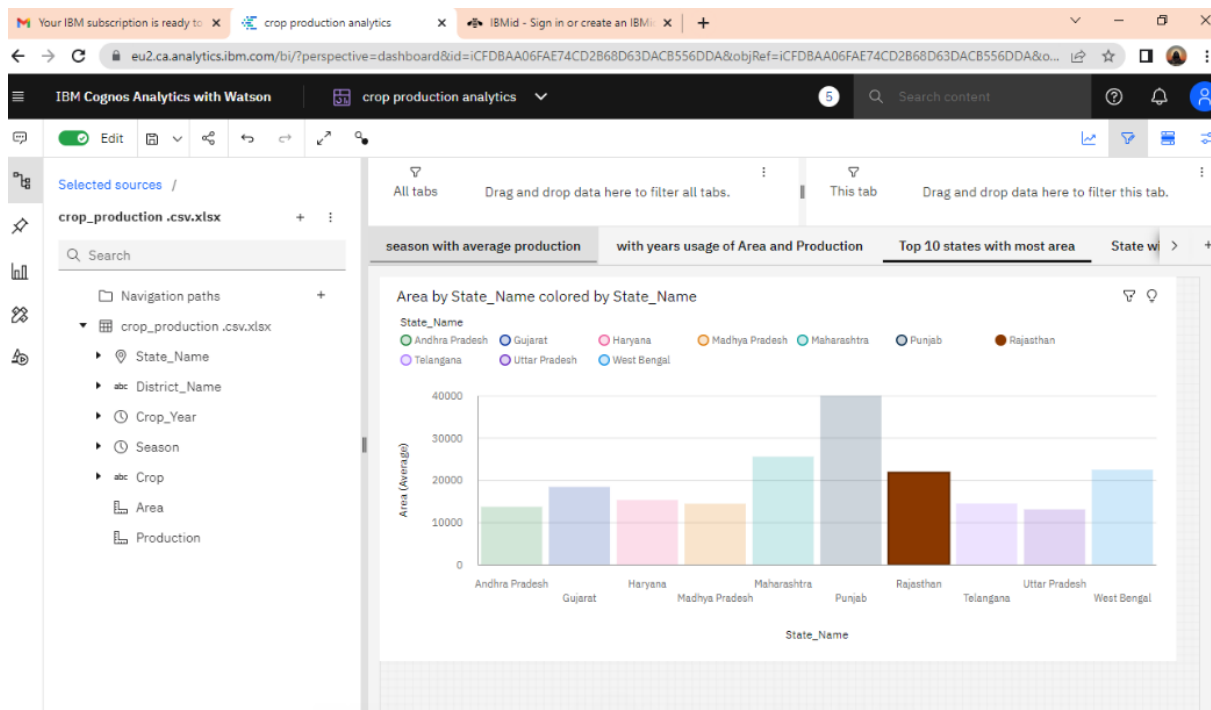 Your IBM subscription is ready to
crop production analytics
IBMid - Sign in or create an IBMi
eu2.ca.analytics.ibm.com/bi/?perspective=dashboard&id=iCFDBAA06FAE74CD2B68D63DACB556DDA&objRef=iCFDBAA06FAE74CD2B68D63DACB556DDA&o...
IBM Cognos Analytics with Watson
crop production analytics
5
Search content
Edit
Selected sources /
crop_production .csv.xlsx
Search
Navigation paths
crop_production .csv.xlsx
State_Name
abc District_Name
Crop_Year
Season
abc Crop
Area
Production
All tabs
Drag and drop data here to filter all tabs.
This tab
Drag and drop data here to filter this tab.
season with average production
with years usage of Area and Production
Top 10 states with most area
State wi
Area by State_Name colored by State_Name
State_Name
Andhra Pradesh Gujarat Haryana Madhya Pradesh Maharashtra Punjab Rajasthan
Telangana Uttar Pradesh West Bengal
Area (Average)
40000
30000
20000
10000
0
Andhra Pradesh Haryana Maharashtra Rajasthan Uttar Pradesh
Gujarat Madhya Pradesh Punjab Telangana West Bengal
State_Name